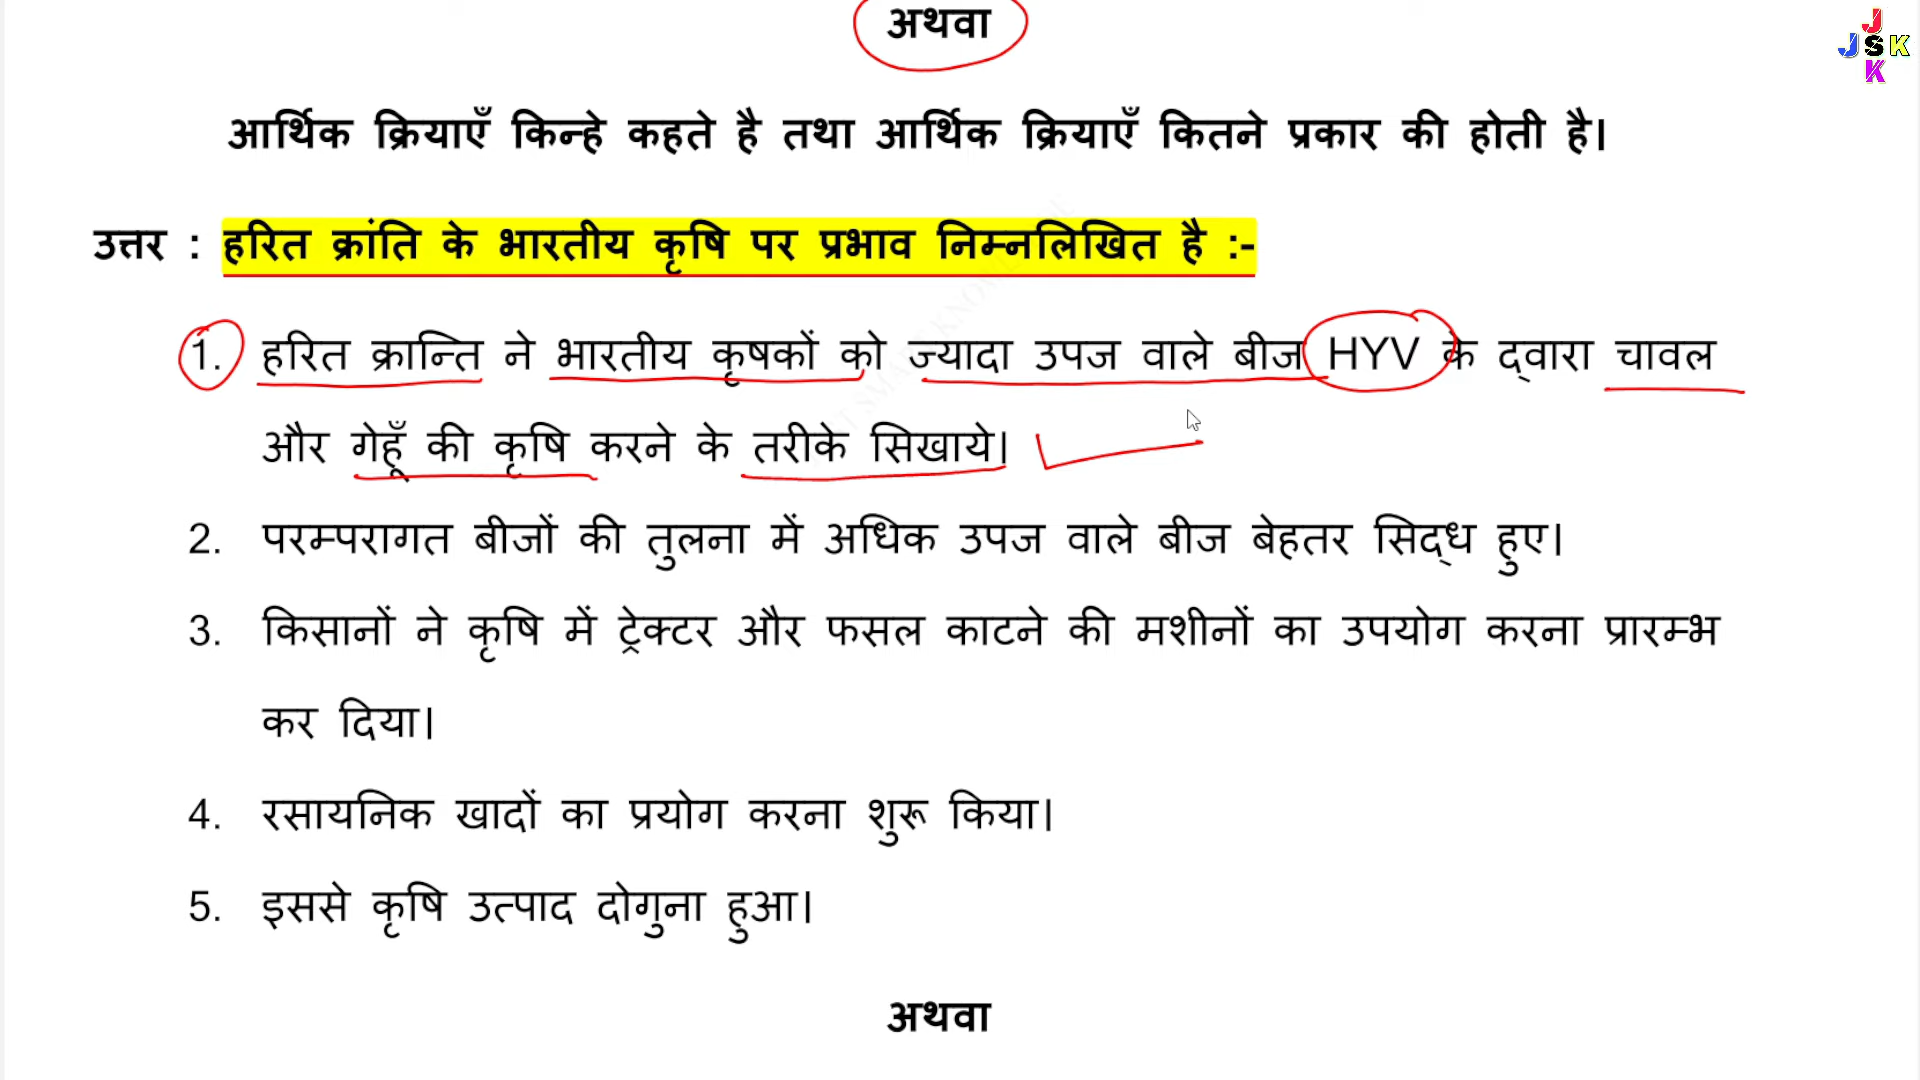 अथवा
J
J S K
K
आर्थिक क्रियाएँ किन्हे कहते है तथा आर्थिक क्रियाएँ कितने प्रकार की होती है।
उत्तर : हरित क्रांति के भारतीय कृषि पर प्रभाव निम्नलिखित है :-
1. हरित क्रान्ति ने भारतीय कृषकों को ज्यादा उपज वाले बीज HYV के द्वारा चावल
और गेहूँ की कृषि करने के तरीके सिखाये।
2. परम्परागत बीजों की तुलना में अधिक उपज वाले बीज बेहतर सिद्ध हुए।
3. किसानों ने कृषि में ट्रेक्टर और फसल काटने की मशीनों का उपयोग करना प्रारम्भ
कर दिया।
4. रसायनिक खादों का प्रयोग करना शुरू किया।
5. इससे कृषि उत्पाद दोगुना हुआ।
अथवा